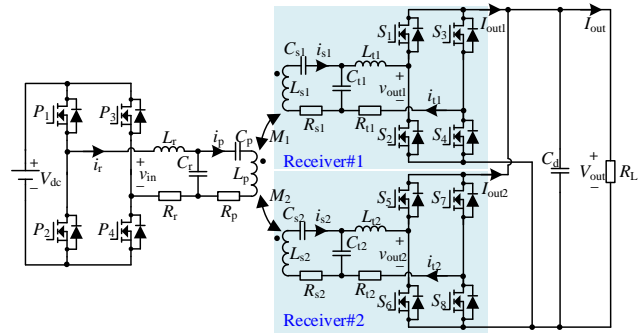 P1
P3
P2
P4
Vdc
ir
Lr
Cr
Rr
vin
ip
Cp
Lp
Rp
M1
M2
Cs1
is1
Lt1
Ls1
Ct1
Rs1
Rt1
vout1
it1
S1
S3
S2
S4
Iout1
Receiver#1
Cs2
is2
Lt2
Ls2
Ct2
Rs2
Rt2
vout2
it2
S5
S7
S6
S8
Iout2
Receiver#2
Iout
Cd
Vout
RL